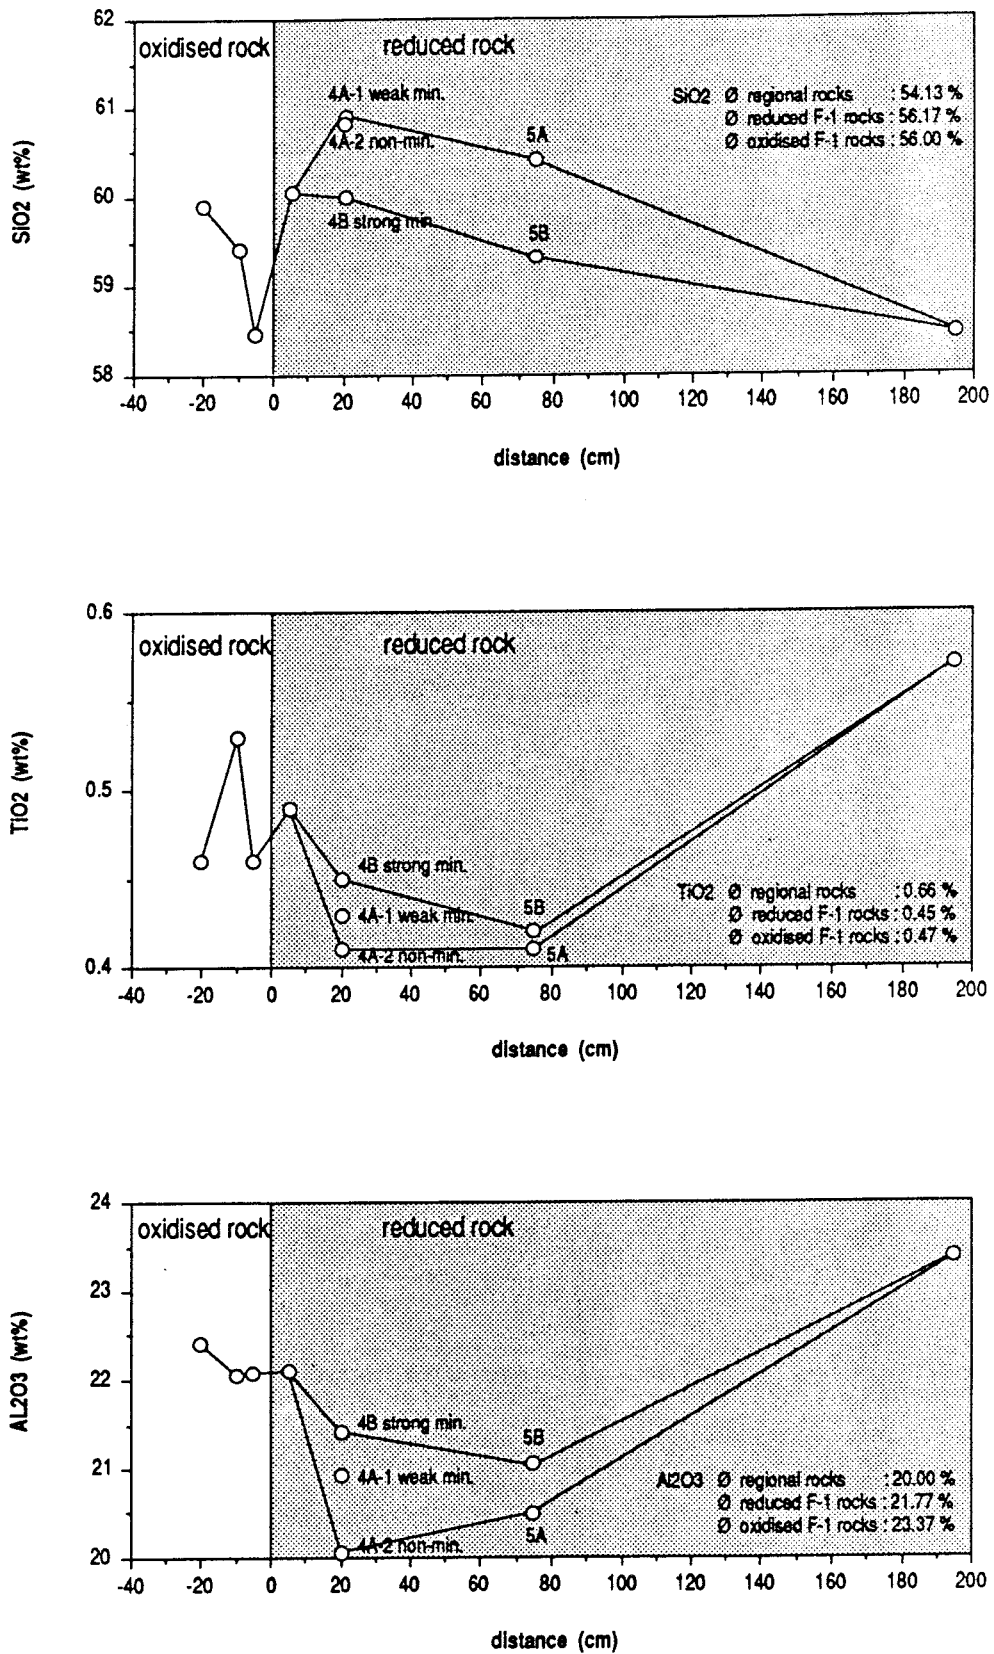 62
oxidised rock
reduced rock
4A-1 weak min.
SiO2 Ø regional rocks : 54.13 %
61
4A-2 non-min.
5A
Ø reduced F-1 rocks : 56.17 %
Ø oxidised F-1 rocks : 56.00 %
SiO2 (wt%)
60
4B strong min.
5B
59
58
-40 -20 0 20 40 60 80 100 120 140 160 180 200
distance (cm)
0.6
oxidised rock
reduced rock
TiO2 (wt%)
0.5
4B strong min.
TiO2 Ø regional rocks : 0.66 %
4A-1 weak min.
5B
Ø reduced F-1 rocks : 0.45 %
Ø oxidised F-1 rocks : 0.47 %
4A-2 non-min.
5A
0.4
-40 -20 0 20 40 60 80 100 120 140 160 180 200
distance (cm)
24
oxidised rock
reduced rock
23
AL2O3 (wt%)
22
4B strong min.
5B
21
4A-1 weak min.
Al2O3 Ø regional rocks : 20.00 %
Ø reduced F-1 rocks : 21.77 %
Ø oxidised F-1 rocks : 23.37 %
4A-2 non-min.
5A
20
-40 -20 0 20 40 60 80 100 120 140 160 180 200
distance (cm)